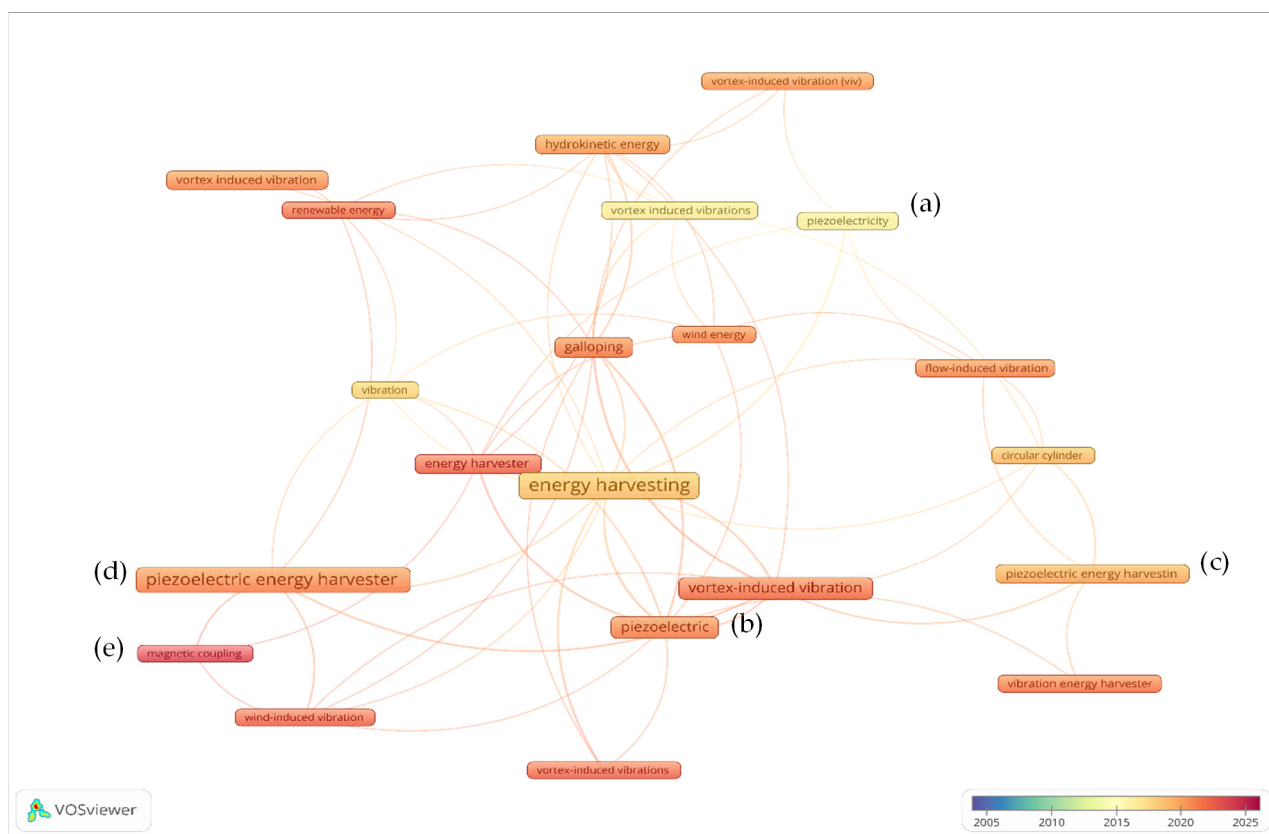 vortex-induced vibration (viv)
hydrokinetic energy
vortex induced vibration
renewable energy
vortex induced vibrations
piezoelectricity
(a)
wind energy
galloping
flow-induced vibration
vibration
circular cylinder
energy harvester
energy harvesting
(d)
piezoelectric energy harvester
vortex-induced vibration
piezoelectric energy harvestin
(c)
piezoelectric
(b)
(e)
magnetic coupling
vibration energy harvester
wind-induced vibration
vortex-induced vibrations
VOSviewer
2005 2010 2015 2020 2025